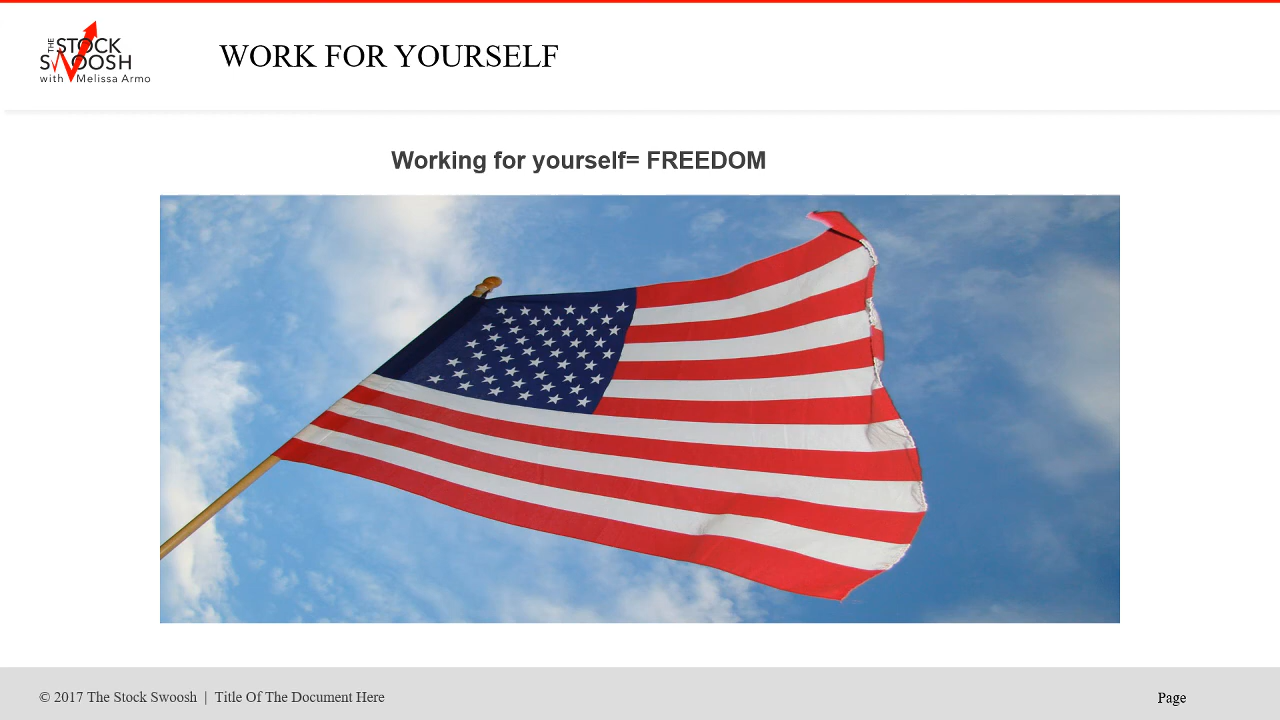 THE STOCK
SWOOSH
with Melissa Armo
WORK FOR YOURSELF
Working for yourself= FREEDOM
© 2017 The Stock Swoosh | Title Of The Document Here
Page